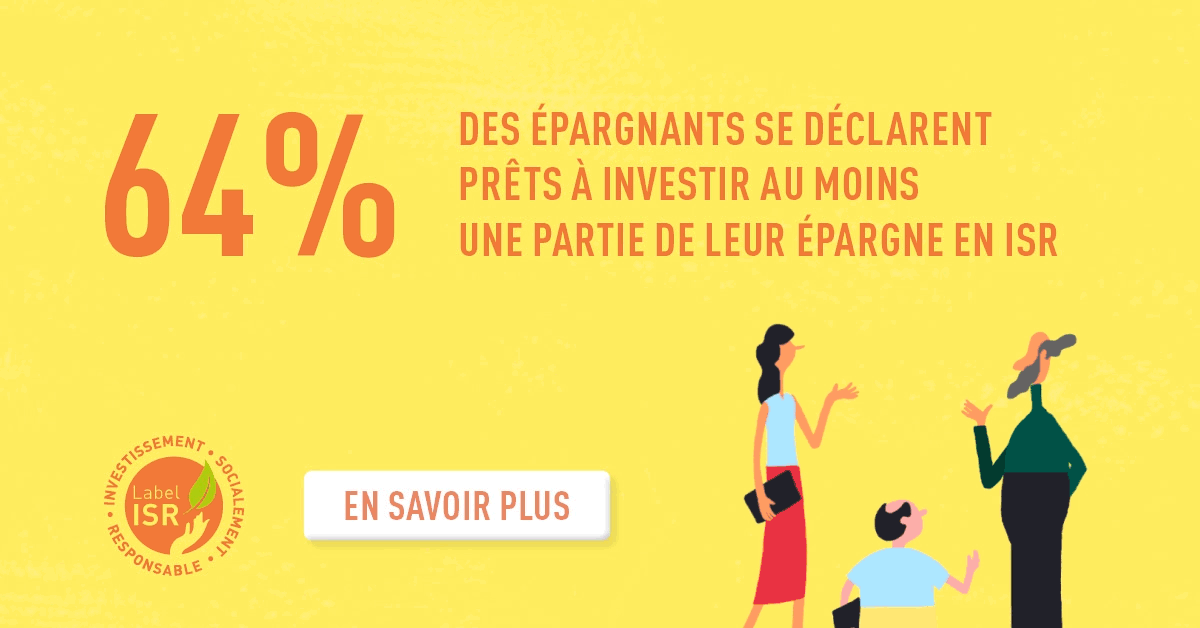 64%
DES ÉPARGNANTS SE DÉCLARENT
PRÊTS À INVESTIR AU MOINS
UNE PARTIE DE LEUR ÉPARGNE EN ISR
• INVESTISSEMENT • SOCIALEMENT • RESPONSABLE
Label
ISR
EN SAVOIR PLUS